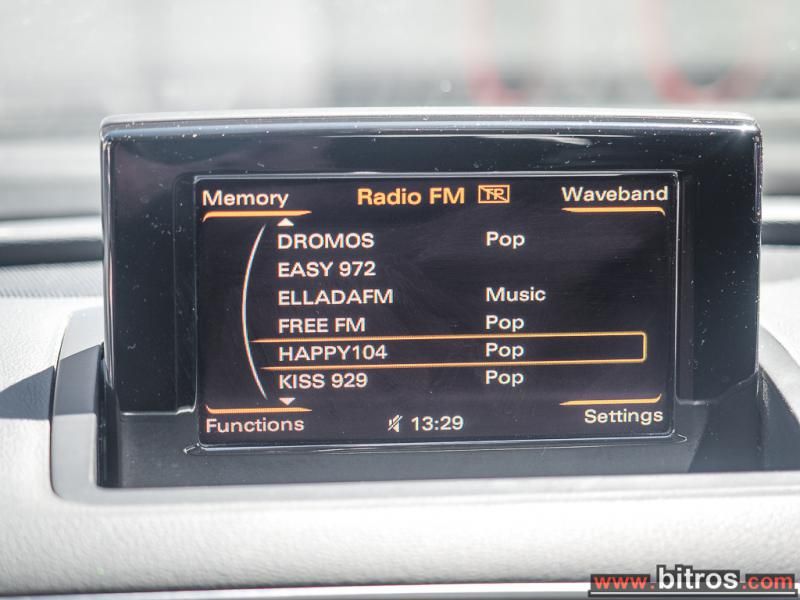 Memory Radio FM TR Waveband
DROMOS Pop
EASY 972
ELLADAFM Music
FREE FM Pop
HAPPY104 Pop
KISS 929 Pop
Functions 13:29 Settings
www.bitros.com